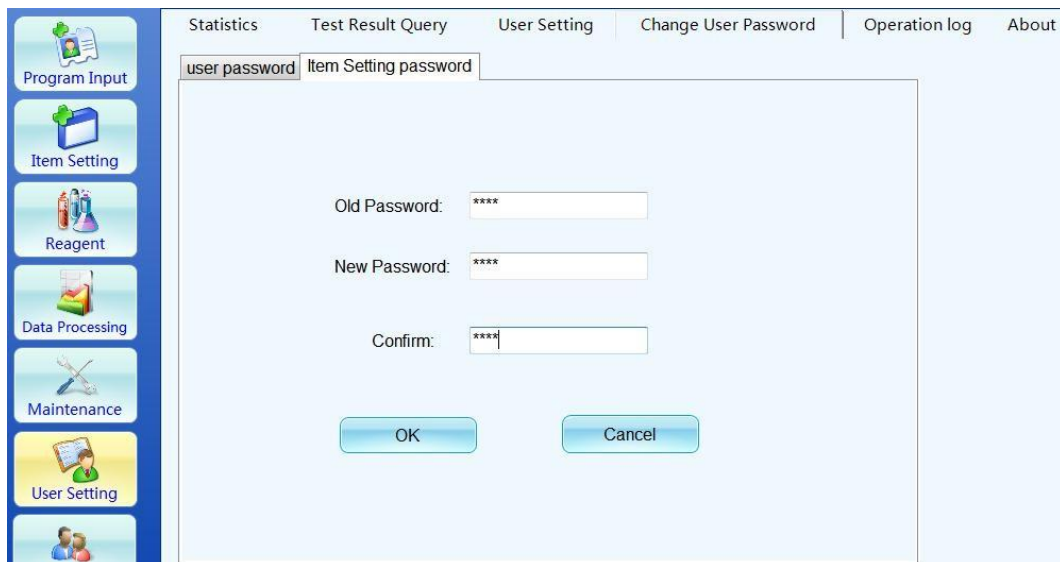 Statistics Test Result Query User Setting Change User Password Operation log About
user password Item Setting password
Program Input
Item Setting
Reagent
Data Processing
Maintenance
User Setting
Old Password: ****
New Password: ****
Confirm: ****
OK Cancel